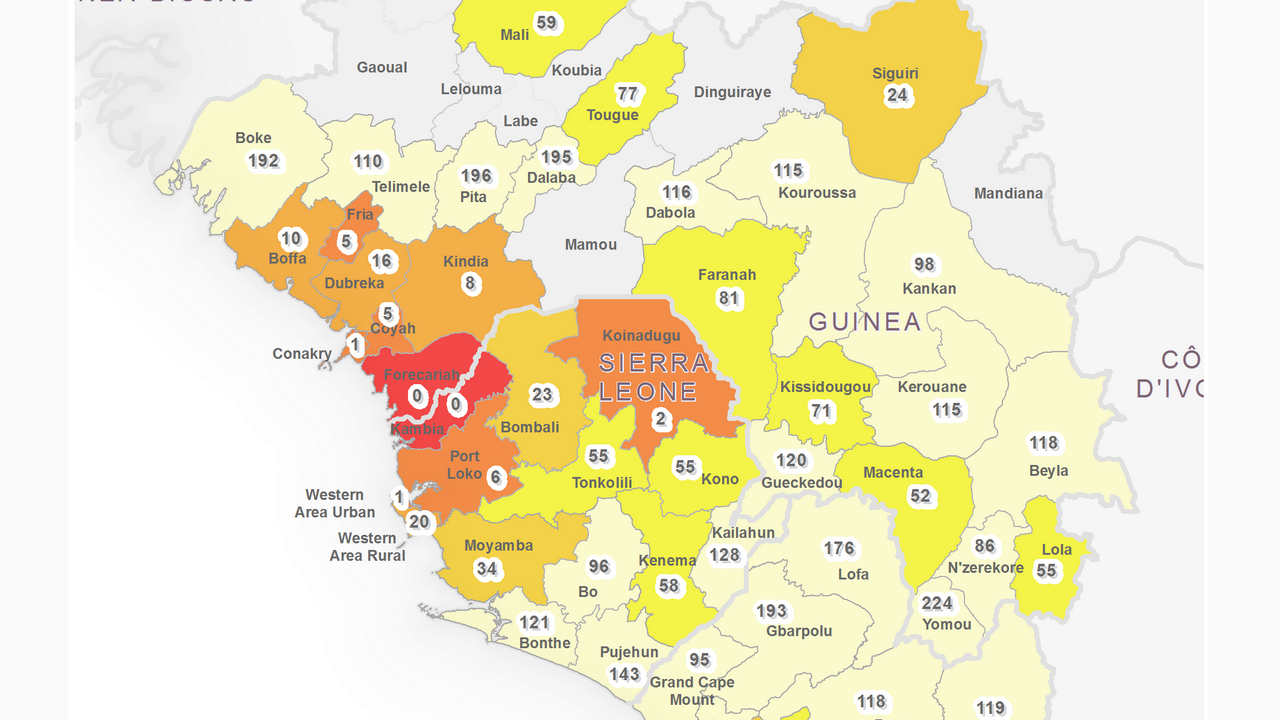 59
Mali
Gaoual
Koubia
Lelouma
Siguiri
24
77
Tougue
Dinguiraye
Labe
Boke
192
110
Telimele
196
Pita
195
Dalaba
115
Kouroussa
116
Dabola
Mandiana
Fria
5
10
Boffa
16
Dubreka
Kindia
8
Mamou
Faranah
81
98
Kankan
5
Coyah
1
Conakry
GUINEA
Koinadugu
SIERRA
LEONE
2
CÔ
D'IVO
Forecariah
0
0
Kambia
23
Bombali
Kissidougou
71
Kerouane
115
Port
Loko
6
55
Tonkolili
55
Kono
120
Gueckedou
Macenta
52
118
Beyla
1
Western
Area Urban
20
Western
Area Rural
Moyamba
34
96
Bo
Kenema
58
Kailahun
128
176
Lofa
86
N'zerekore
Lola
55
224
Yomou
193
Gbarpolu
121
Bonthe
Pujehun
143
95
Grand Cape
Mount
118
119